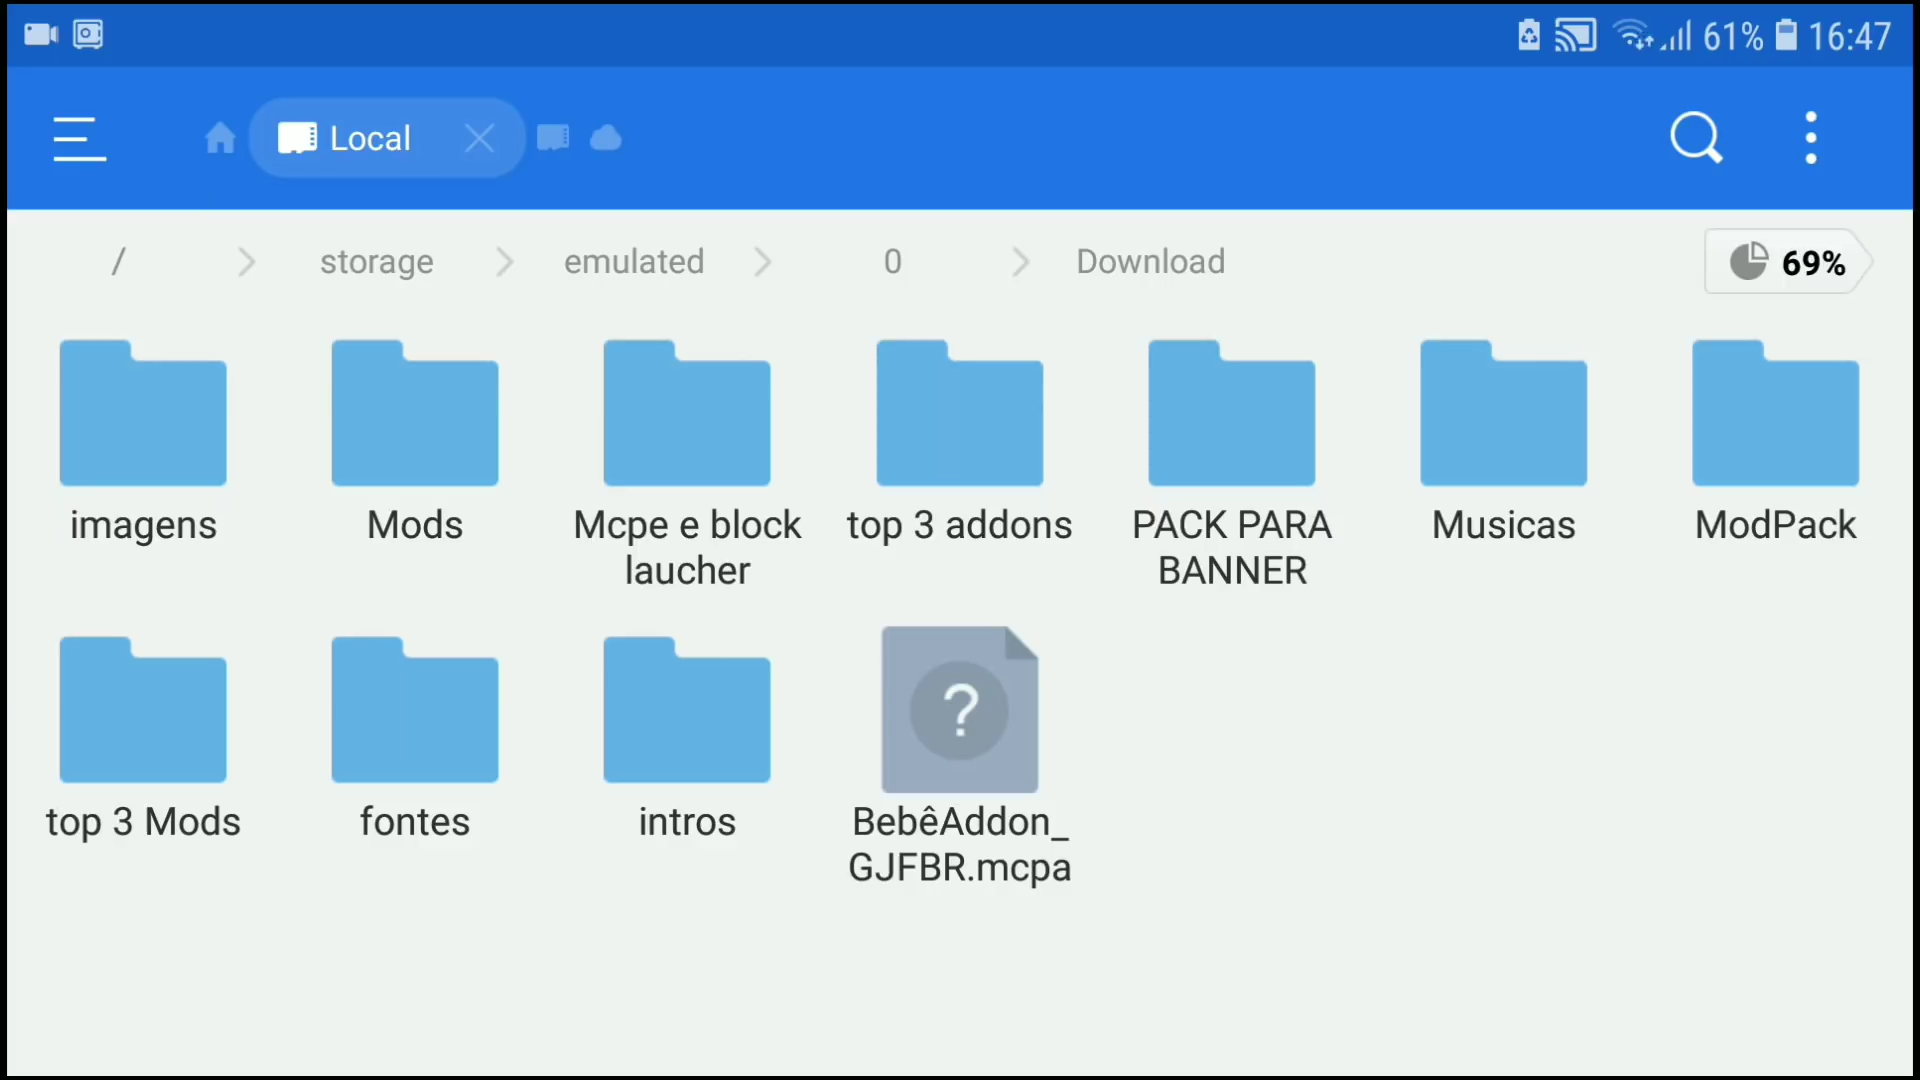 61% 16:47
Local
/ storage emulated 0 Download 69%
imagens Mods Mcpe e block top 3 addons PACK PARA Musicas ModPack
laucher BANNER
top 3 Mods fontes intros BebêAddon_
GJFBR.mcpa